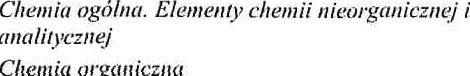 Chemia ogólna. Elementy chemii nieorganicznej i
analitycznej
Chemia organiczna